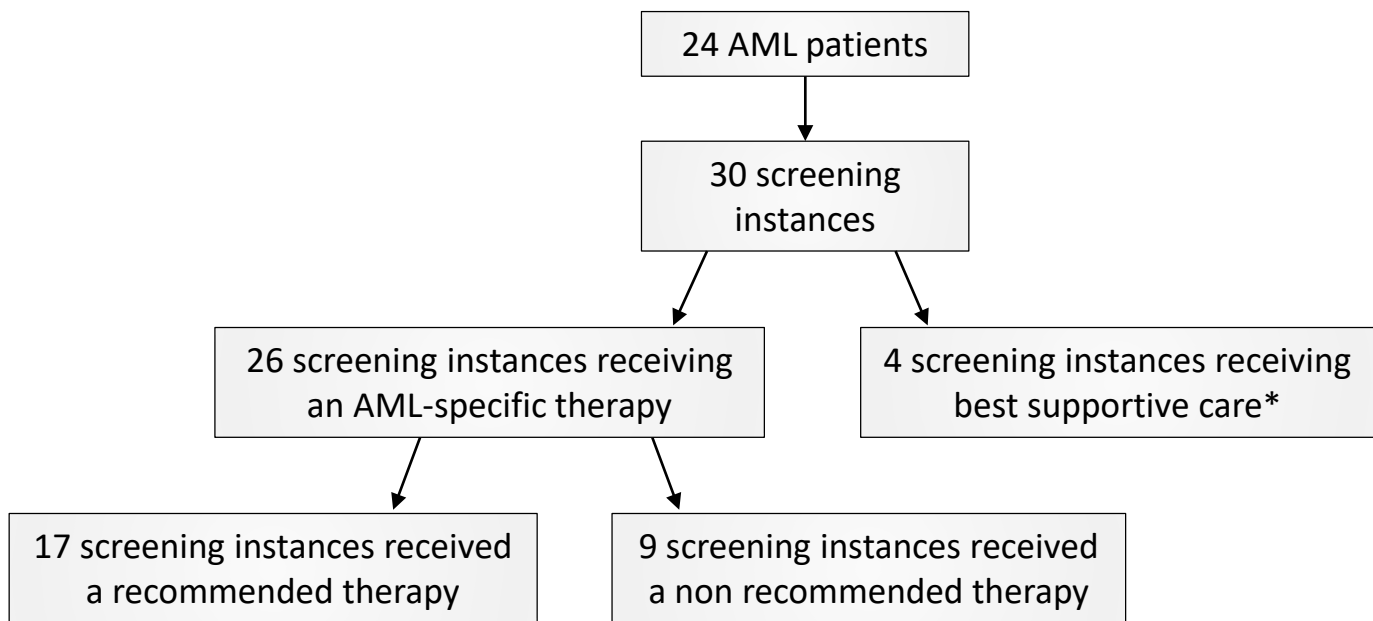 24 AML patients
30 screening
instances
26 screening instances receiving
an AML-specific therapy
4 screening instances receiving
best supportive care*
17 screening instances received
a recommended therapy
9 screening instances received
a non recommended therapy